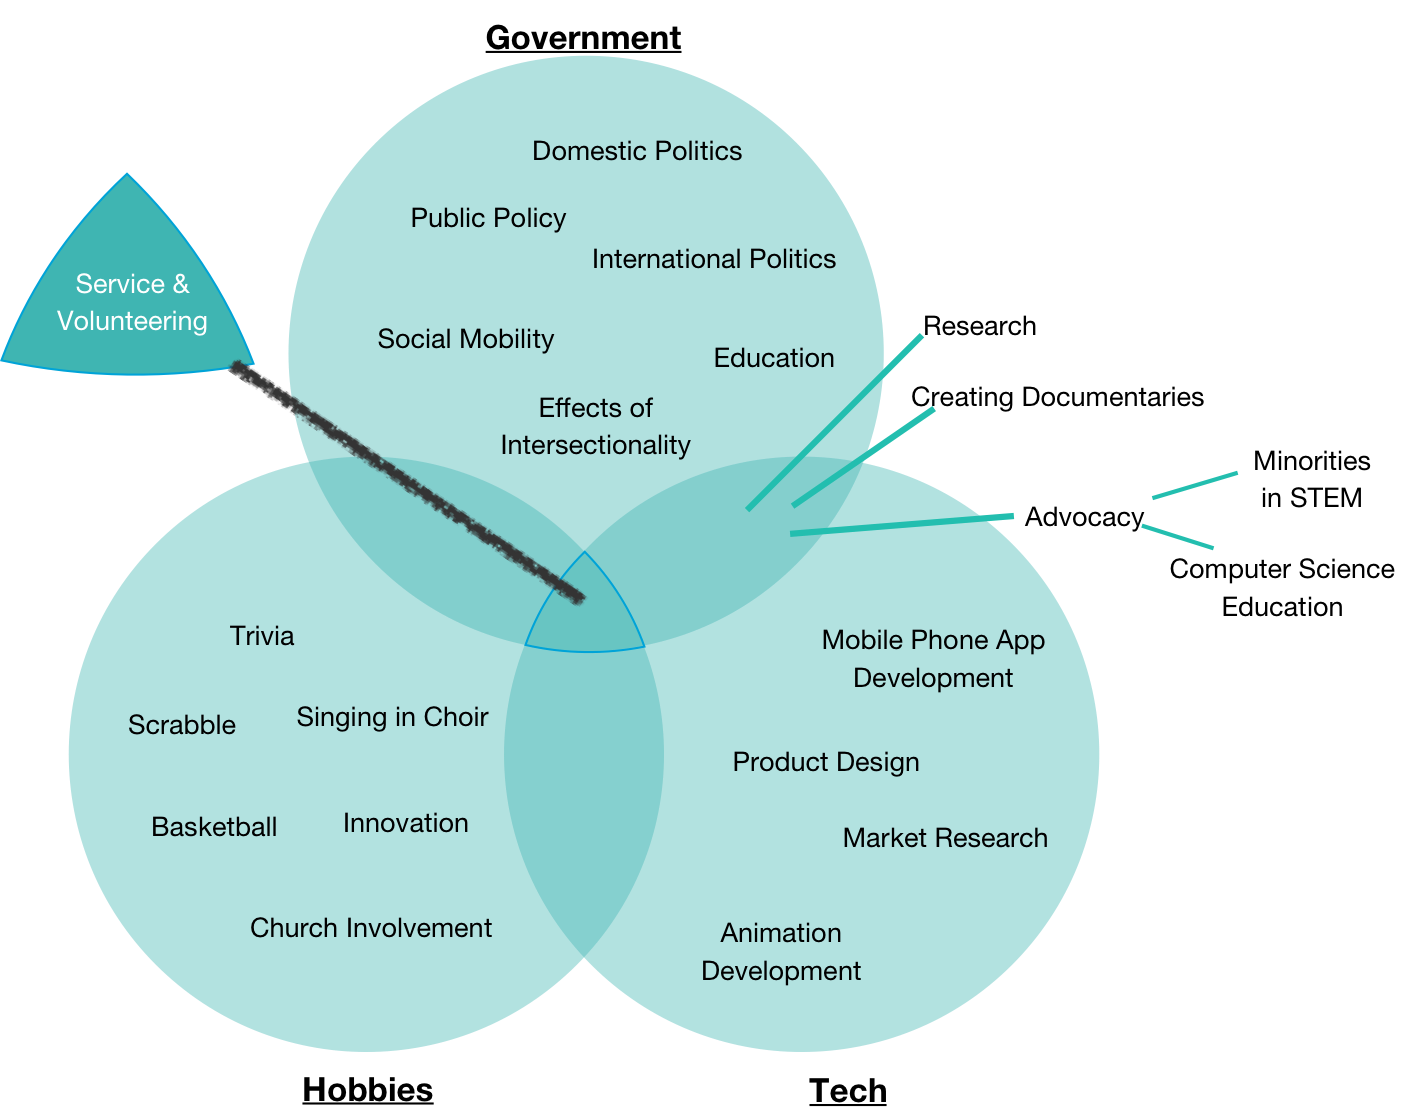 Government
Domestic Politics
Public Policy
International Politics
Service &
Volunteering
Social Mobility
Education
Effects of
Intersectionality
Research
Creating Documentaries
Advocacy
Minorities
in STEM
Computer Science
Education
Trivia
Scrabble
Singing in Choir
Basketball
Innovation
Church Involvement
Mobile Phone App
Development
Product Design
Market Research
Animation
Development
Hobbies
Tech